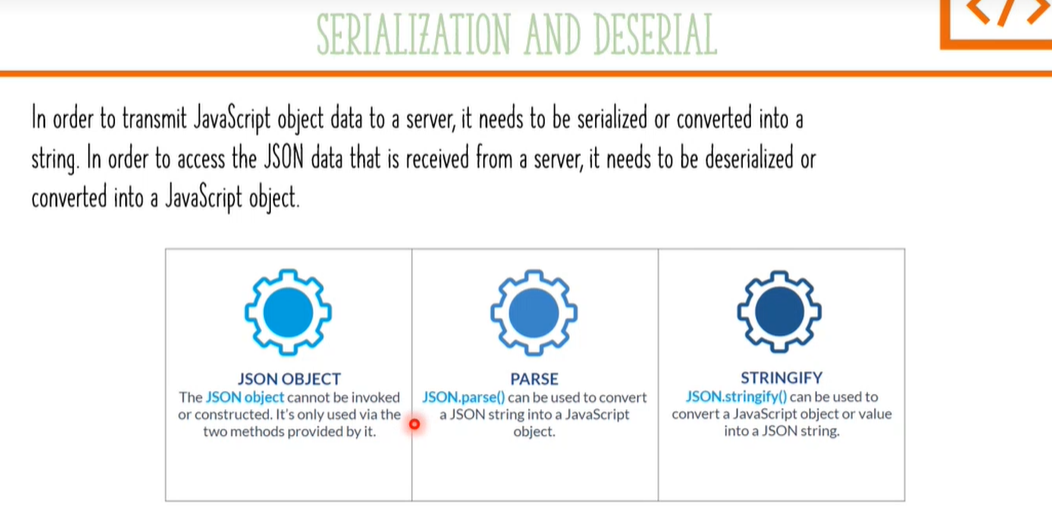 SERIALIZATION AND DESERIAL
</>
In order to transmit JavaScript object data to a server, it needs to be serialized or converted into a
string. In order to access the JSON data that is received from a server, it needs to be deserialized or
converted into a JavaScript object.
JSON OBJECT
The JSON object cannot be invoked
or constructed. It's only used via the
two methods provided by it.
PARSE
JSON.parse() can be used to convert
a JSON string into a JavaScript
object.
STRINGIFY
JSON.stringify() can be used to
convert a JavaScript object or value
into a JSON string.